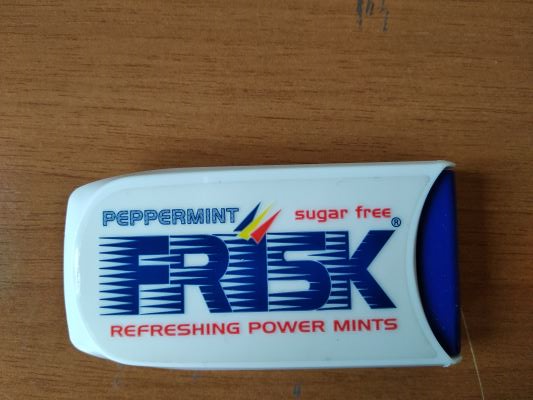 PEPPERMINT sugar free
FRISK®
REFRESHING POWER MINTS